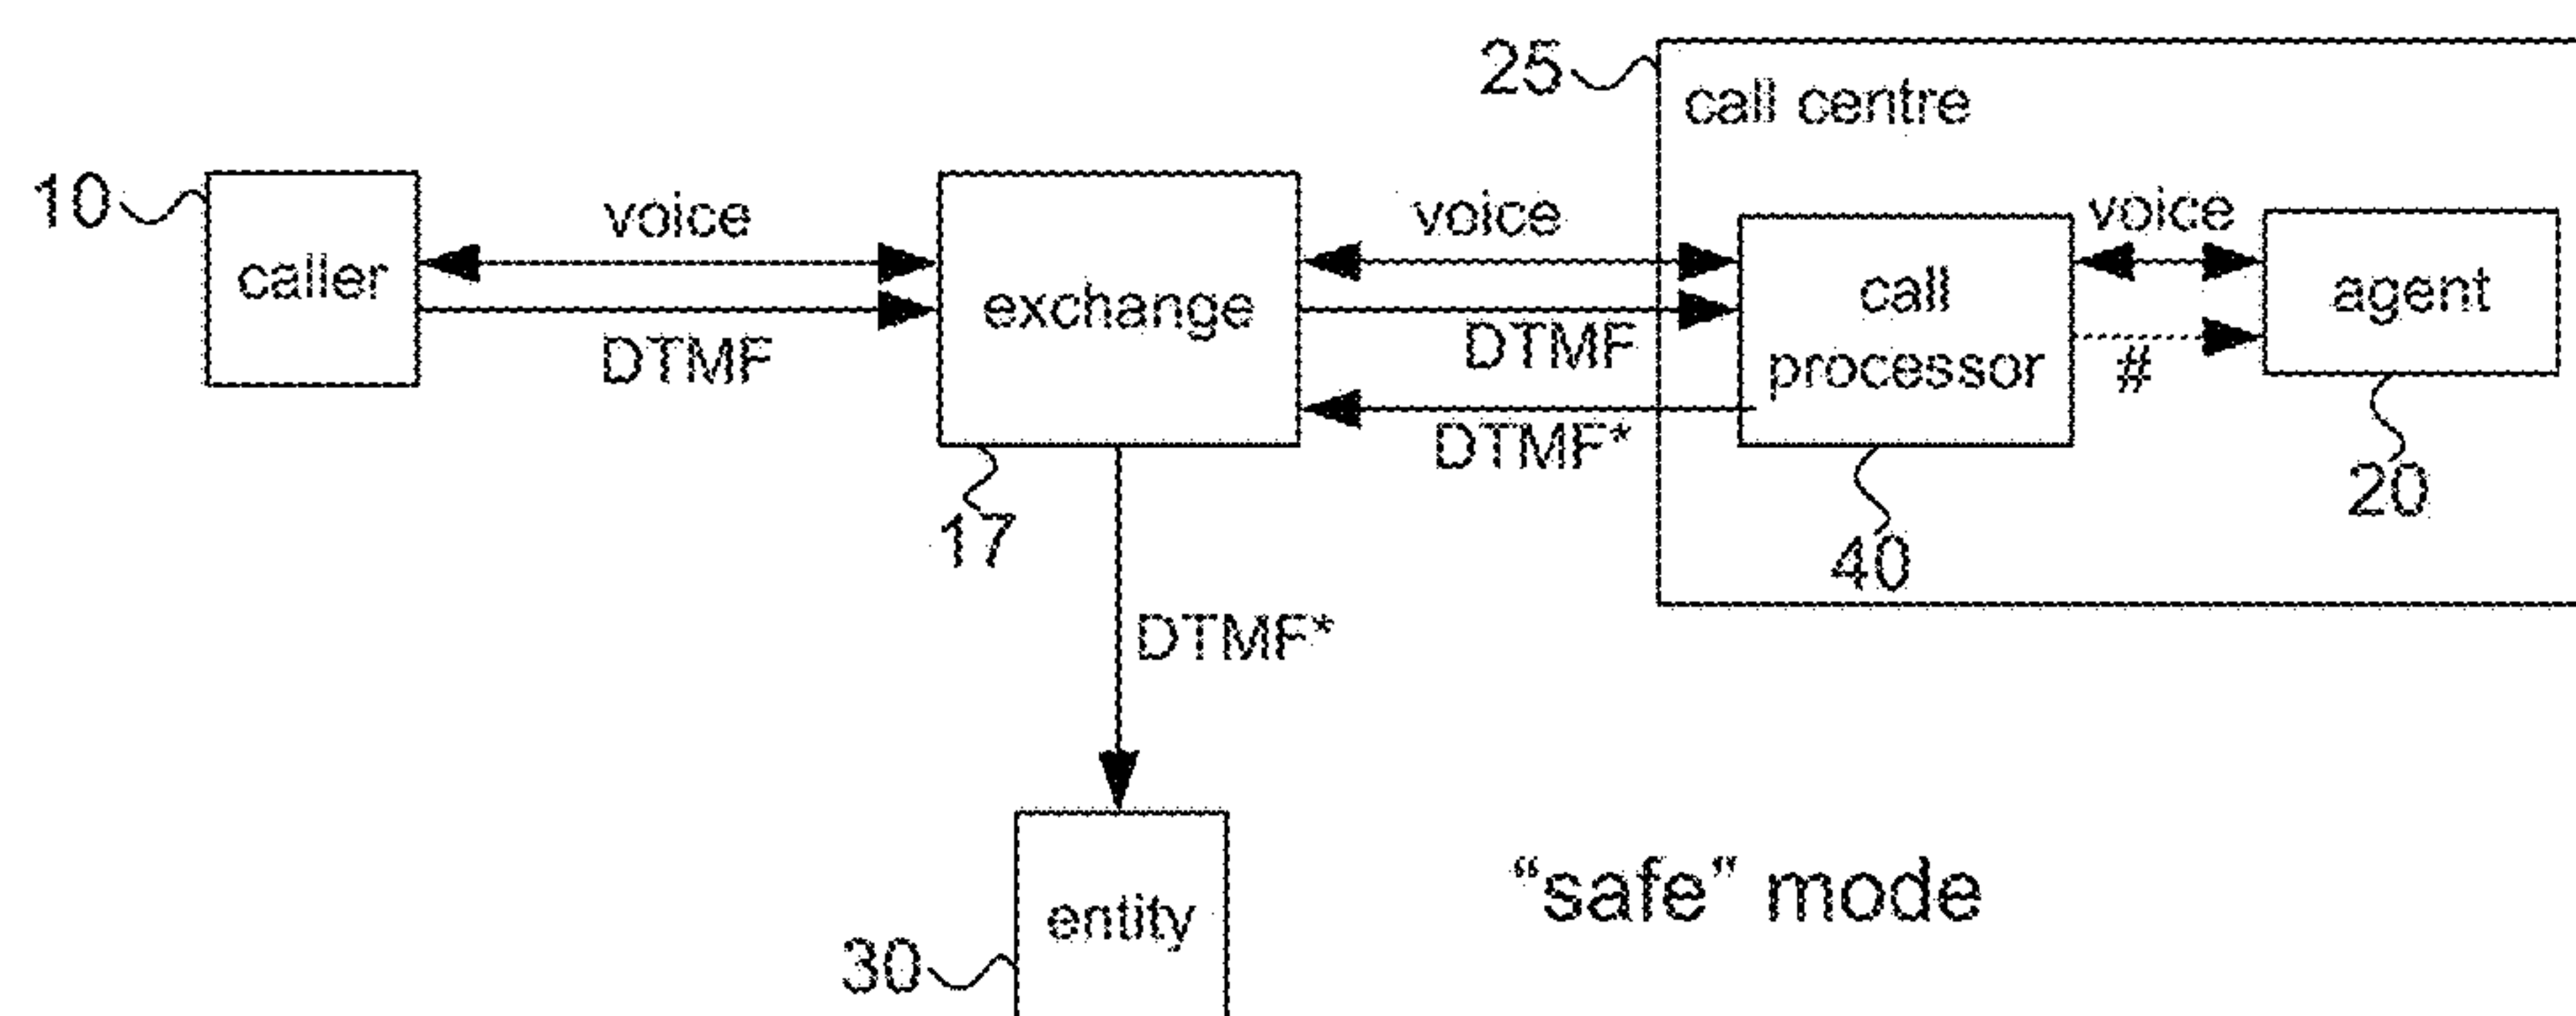 25
call centre
10
caller
voice
DTMF
exchange
17
voice
DTMF
DTMF*
call
processor
40
voice
#
agent
20
DTMF*
entity
30
“safe” mode